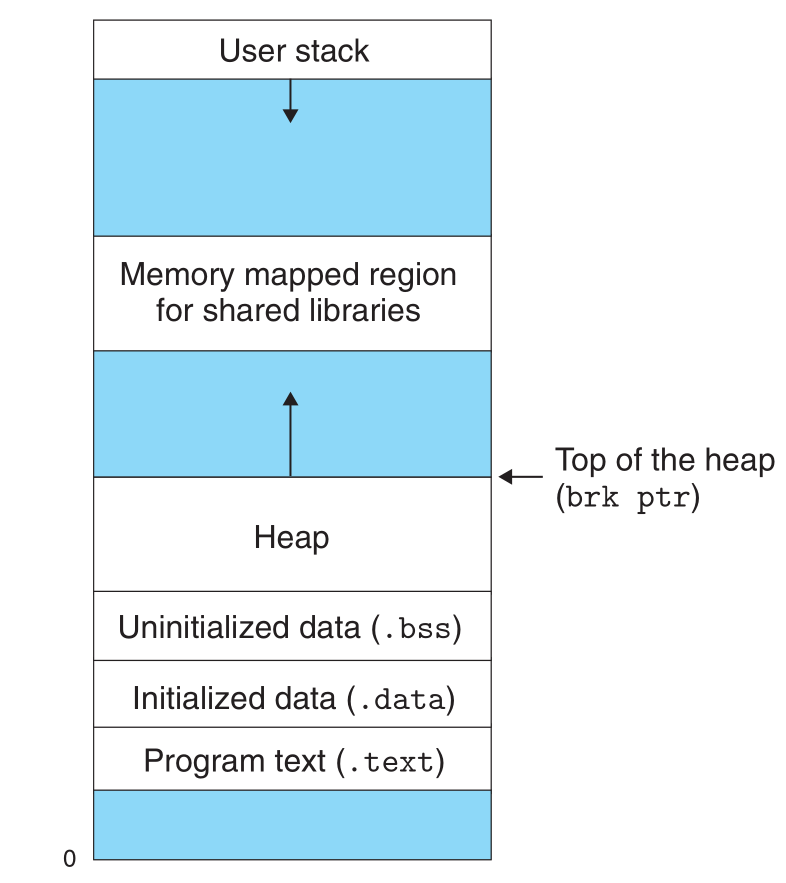 User stack
Memory mapped region
for shared libraries
Top of the heap
(brk ptr)
Heap
Uninitialized data (.bss)
Initialized data (.data)
Program text (.text)
0